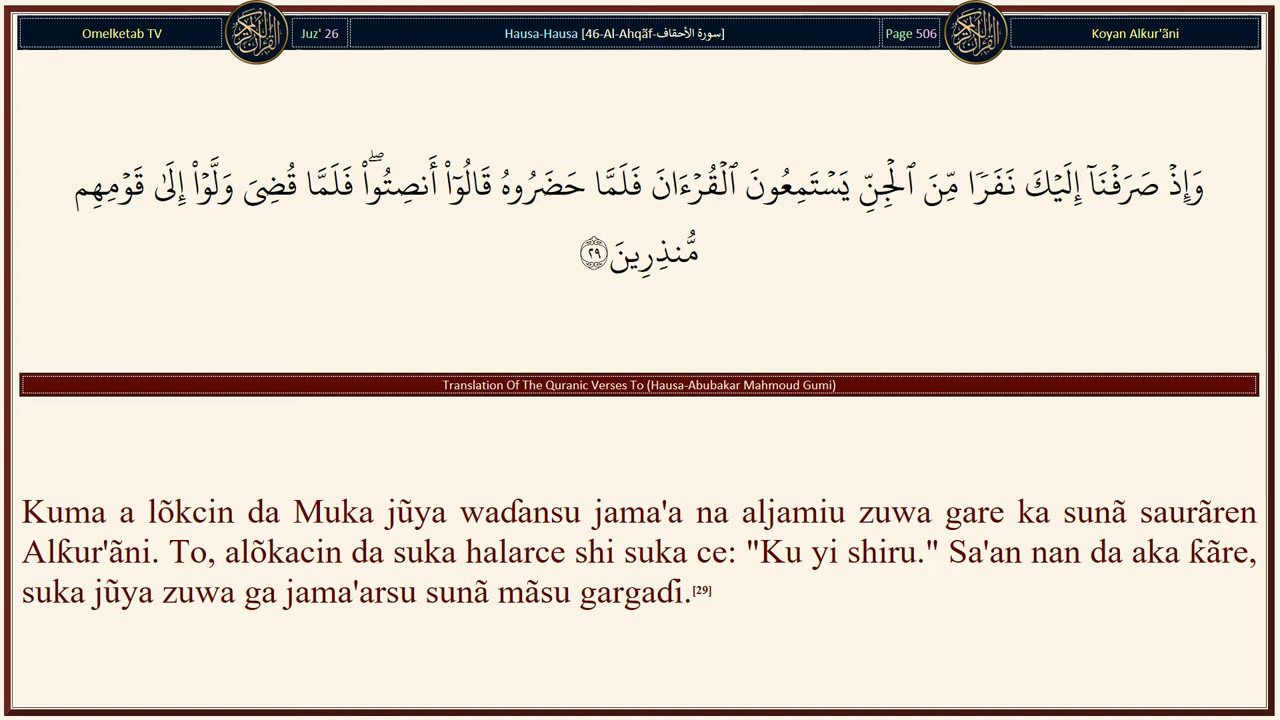 Omelketab TV
Juz' 26
Hausa-Hausa [46-Al-Ahqãf-سورة الأحقاف]
Page 506
Koyan Alƙur'ãni
وَإِذۡ صَرَفۡنَآ إِلَيۡكَ نَفَرٗا مِّنَ ٱلۡجِنِّ يَسۡتَمِعُونَ ٱلۡقُرۡءَانَ فَلَمَّا حَضَرُوهُ قَالُوٓاْ أَنصِتُواْۖ فَلَمَّا قُضِيَ وَلَّوۡاْ إِلَىٰ قَوۡمِهِم
مُّنذِرِينَ ٢٩
Translation Of The Quranic Verses To (Hausa-Abubakar Mahmoud Gumi)
Kuma a lõkcin da Muka jũya waɗansu jama'a na aljamiu zuwa gare ka sunã saurãren
Alƙur'ãni. To, alõkacin da suka halarce shi suka ce: "Ku yi shiru." Sa'an nan da aka ƙãre,
suka jũya zuwa ga jama'arsu sunã mãsu gargaɗi.[29]